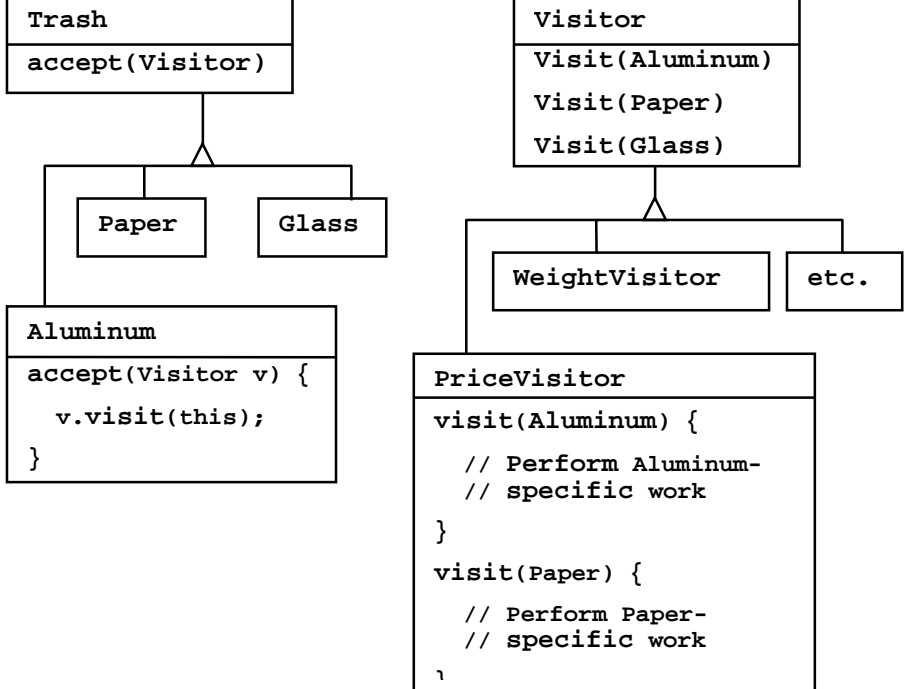 Trash
accept(Visitor)
Paper
Glass
Aluminum
accept(Visitor v) {
v.visit(this);
}
Visitor
Visit(Aluminum)
Visit(Paper)
Visit(Glass)
WeightVisitor
etc.
PriceVisitor
visit(Aluminum) {
// Perform Aluminum-
// specific work
}
visit(Paper) {
// Perform Paper-
// specific work
}